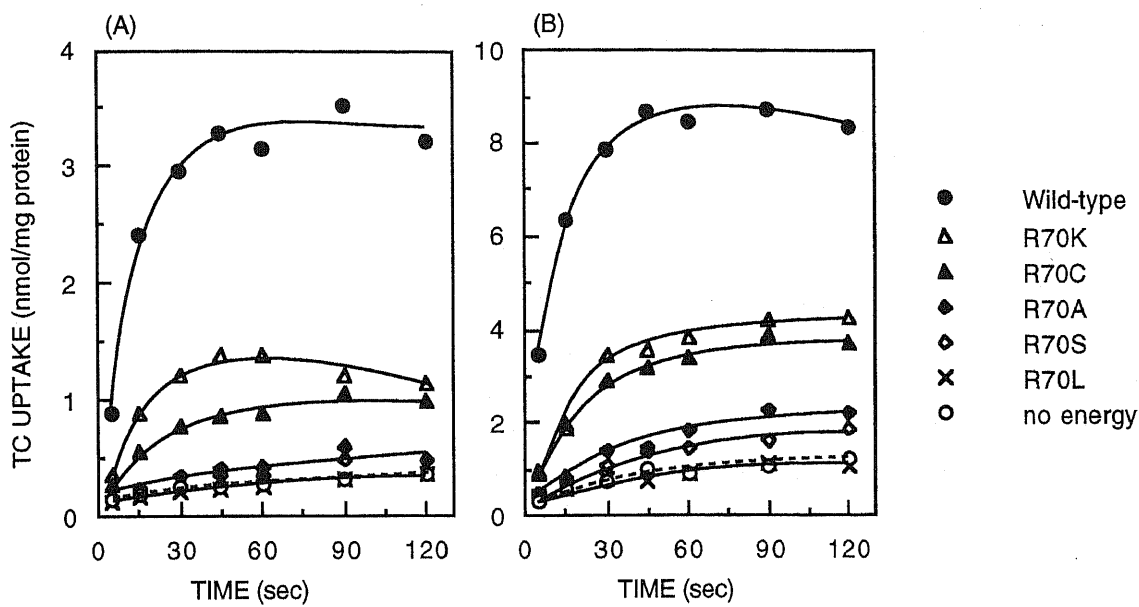 (A)
(B)
TC UPTAKE (nmol/mg protein)
4
3
2
1
0
10
8
6
4
2
0
0 30 60 90 120
0 30 60 90 120
TIME (sec)
TIME (sec)
Wild-type
R70K
R70C
R70A
R70S
R70L
no energy